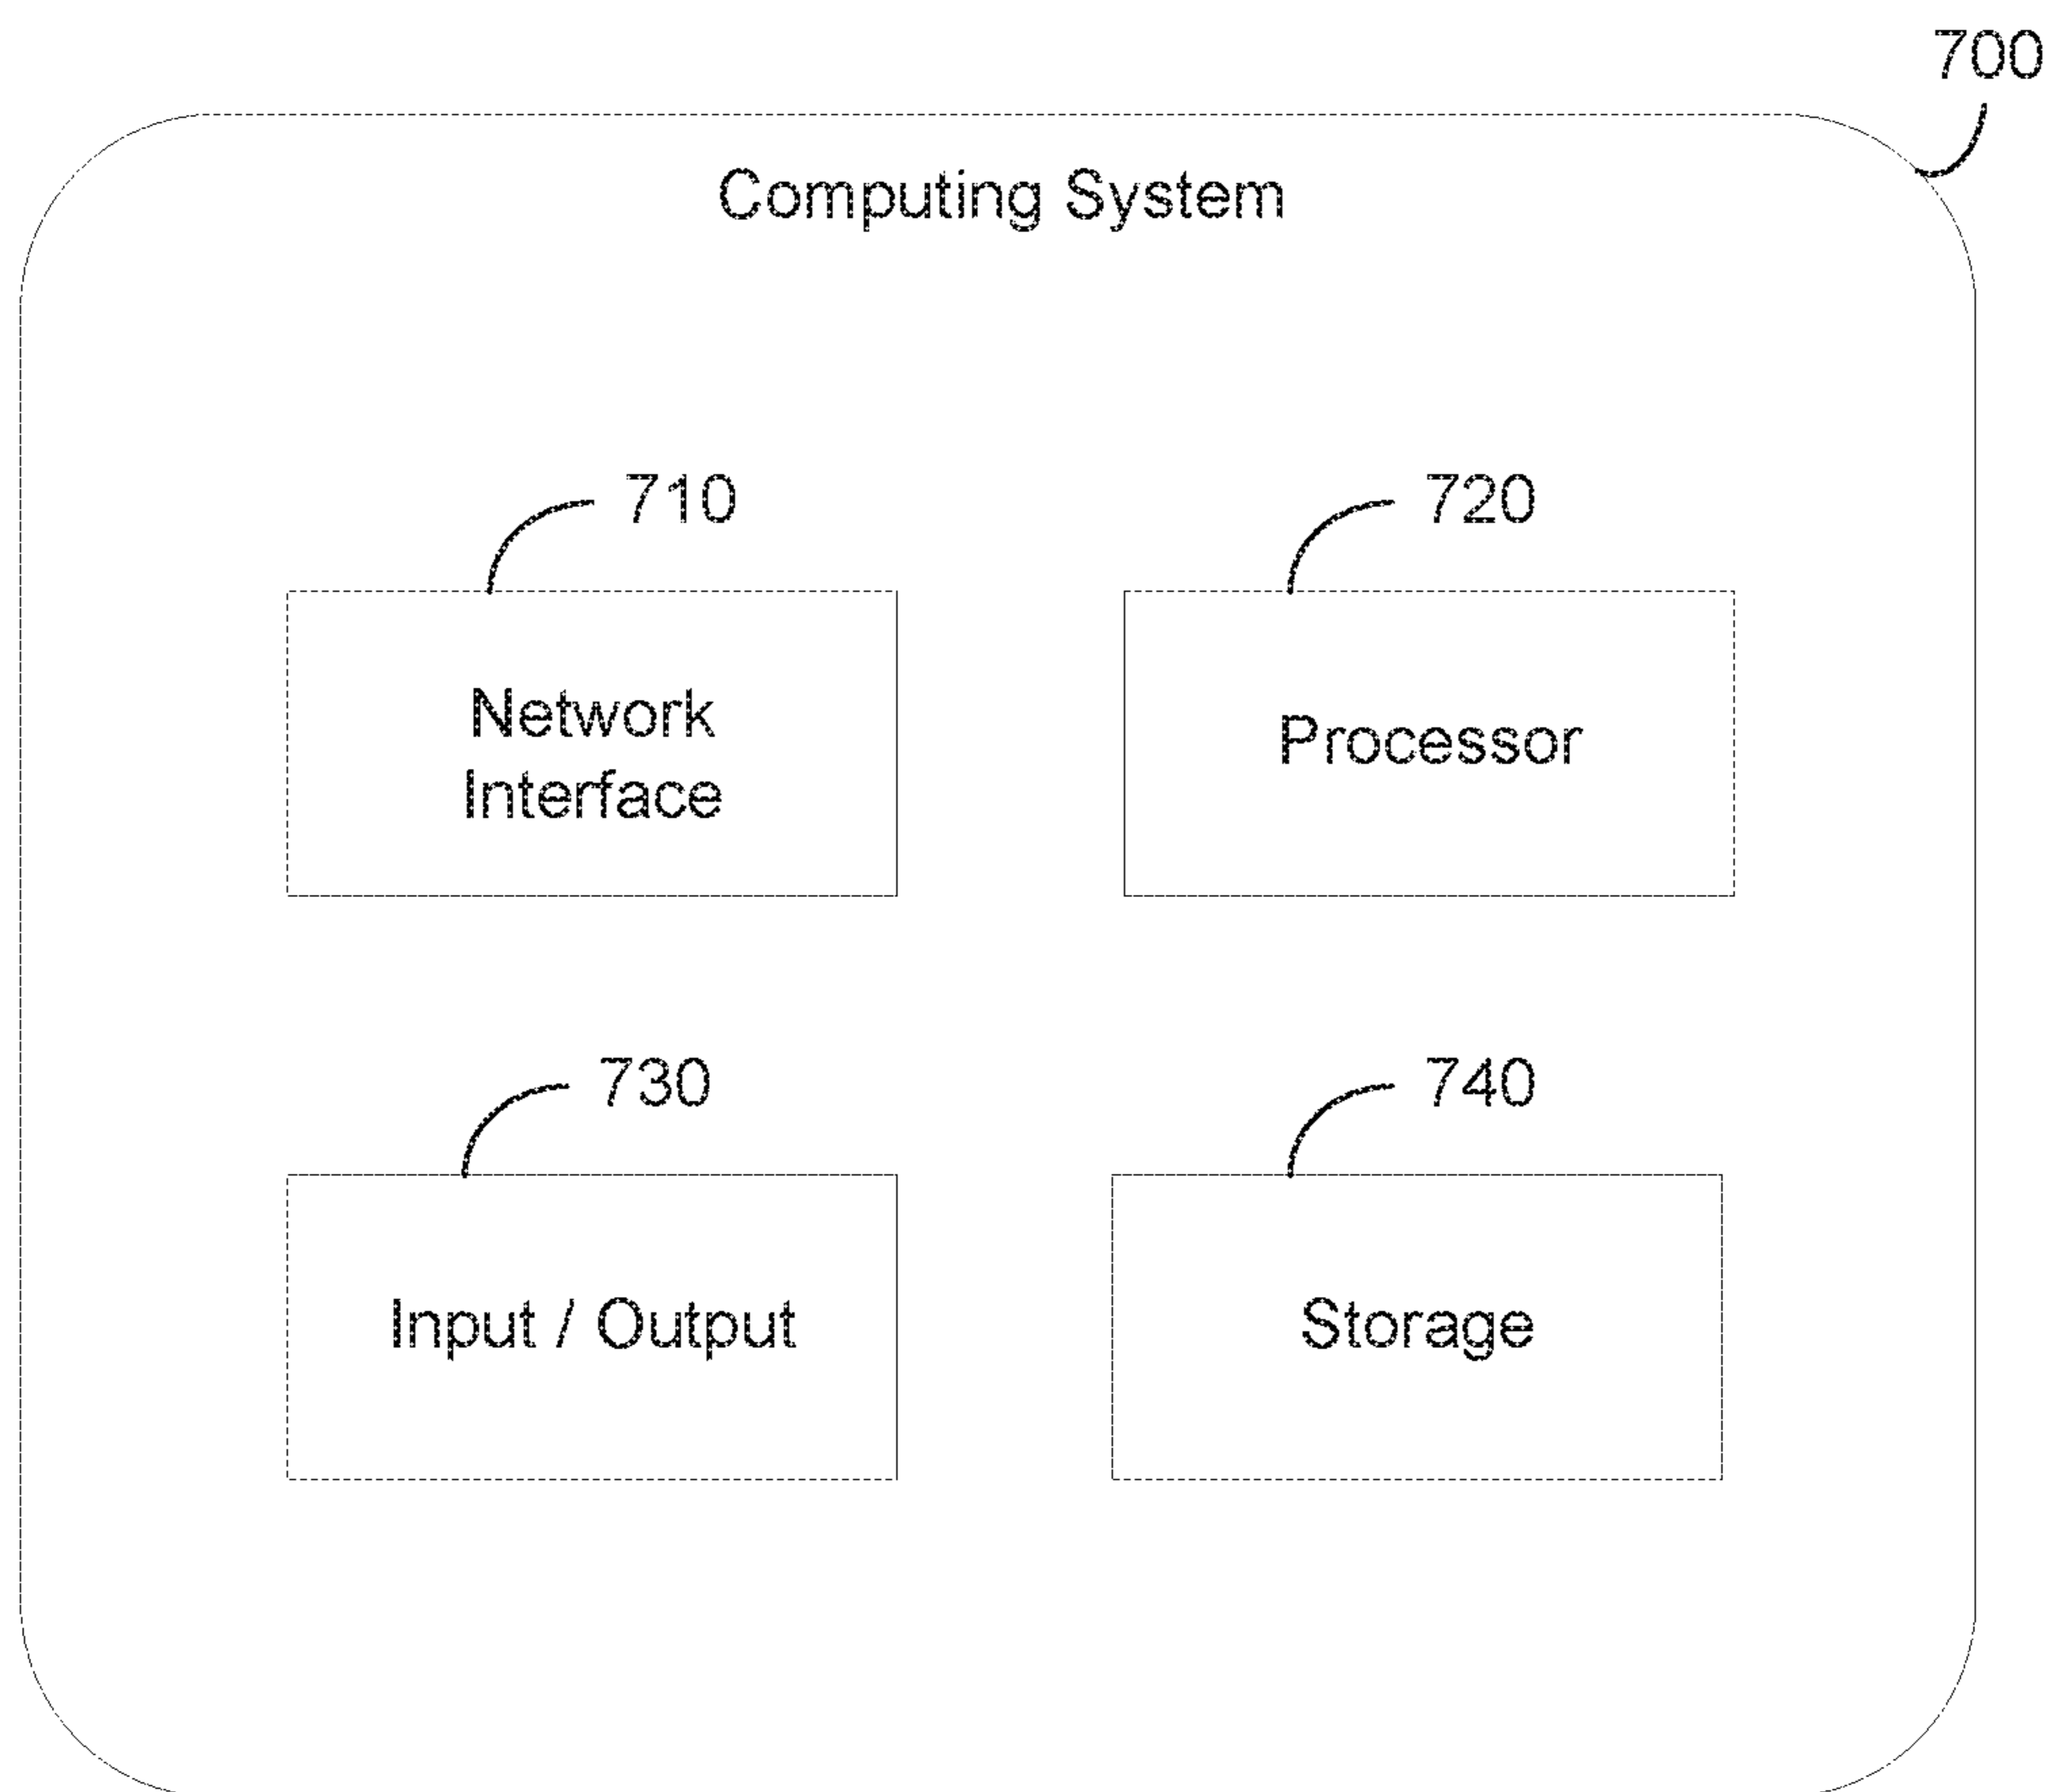 700
Computing System
710
720
Network
Interface
Processor
730
740
Input / Output
Storage